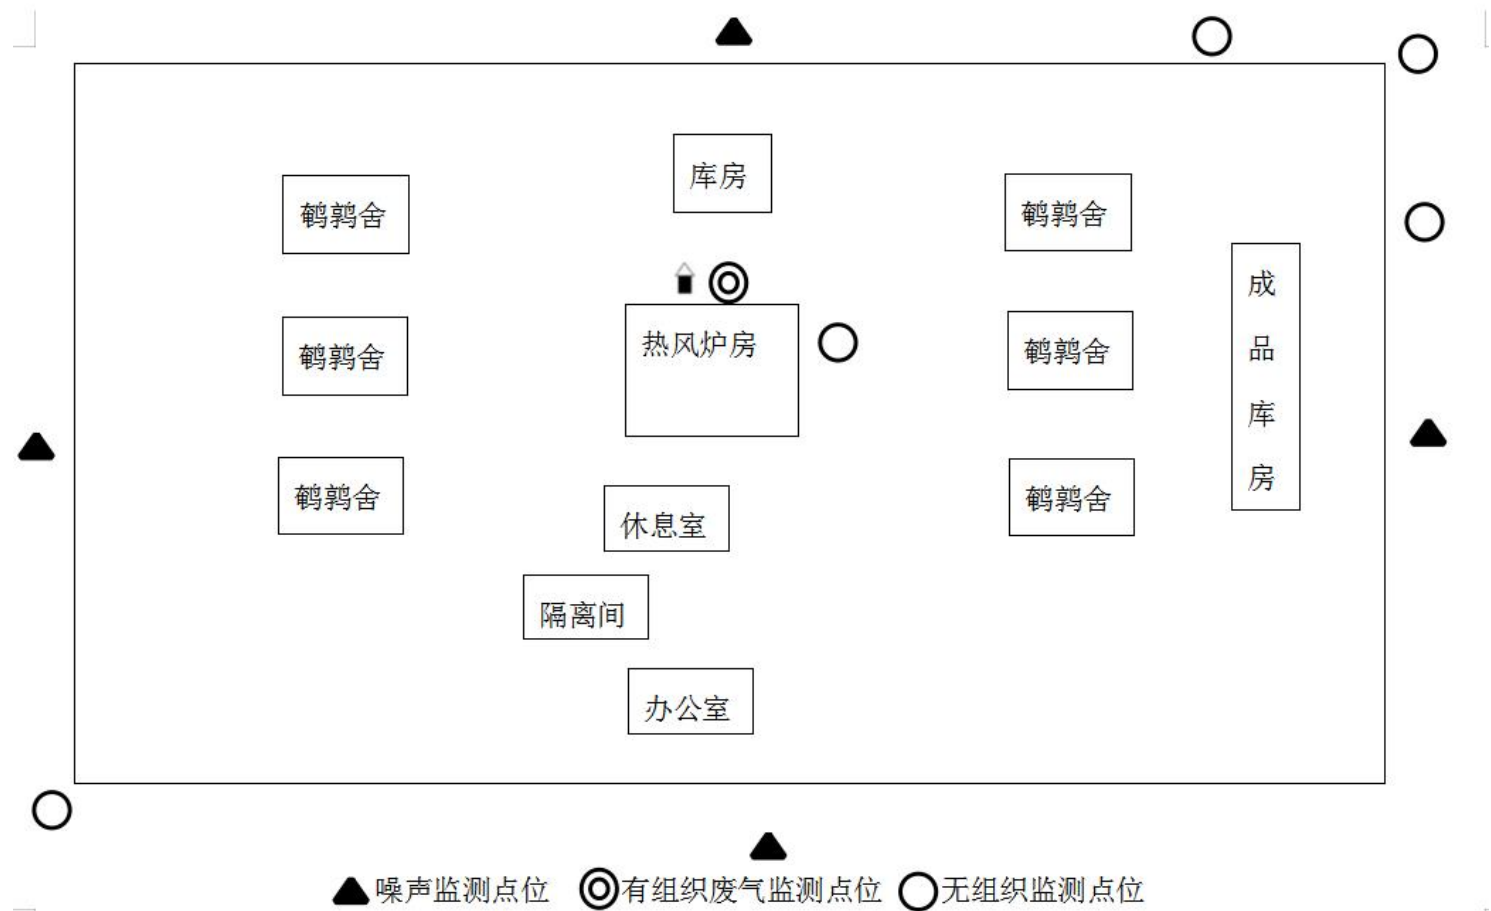 库房
鹌鹑舍
鹌鹑舍
热风炉房
鹌鹑舍
鹌鹑舍
成品库房
鹌鹑舍
鹌鹑舍
休息室
隔离间
办公室
噪声监测点位 有组织废气监测点位 无组织监测点位